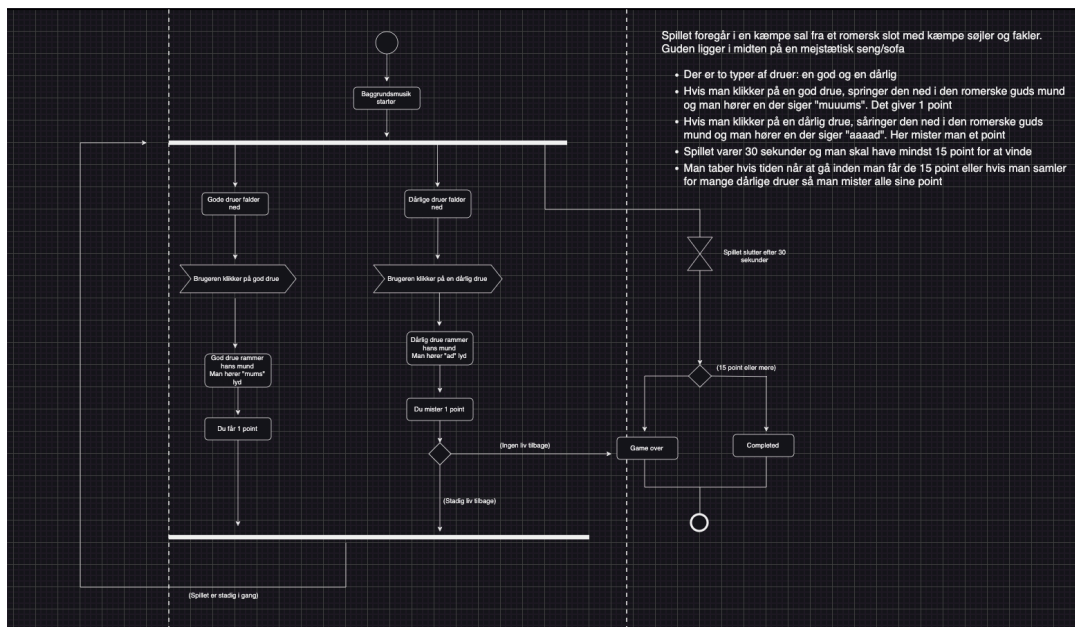 Spillet foregår i en kæmpe sal fra et romersk slot med kæmpe søjler og fakler.
Guden ligger i midten på en mejstætisk seng/sofa
• Der er to typer af druer: en god og en dårlig
• Hvis man klikker på en god drue, springer den ned i den romerske guds mund
og man hører en der siger "muuums". Det giver 1 point
• Hvis man klikker på en dårlig drue, såringer den ned i den romerske guds
mund og man hører en der siger "aaaad". Her mister man et point
• Spillet varer 30 sekunder og man skal have mindst 15 point for at vinde
• Man taber hvis tiden når at gå inden man får de 15 point eller hvis man samler
for mange dårlige druer så man mister alle sine point
Baggrundsmusik
starter
Gode druer falder
ned
Dårlige druer falder
ned
Spillet slutter efter 30
sekunder
Brugeren klikker på god drue
Brugeren klikker på en dårlig drue
God drue rammer
hans mund
Man hører "mums"
lyd
Dårlig drue rammer
hans mund
Man hører "ad" lyd
(15 point eller mere)
Du får 1 point
Du mister 1 point
(Ingen liv tilbage)
Game over
Completed
(Stadig liv tilbage)
(Spillet er stadig i gang)